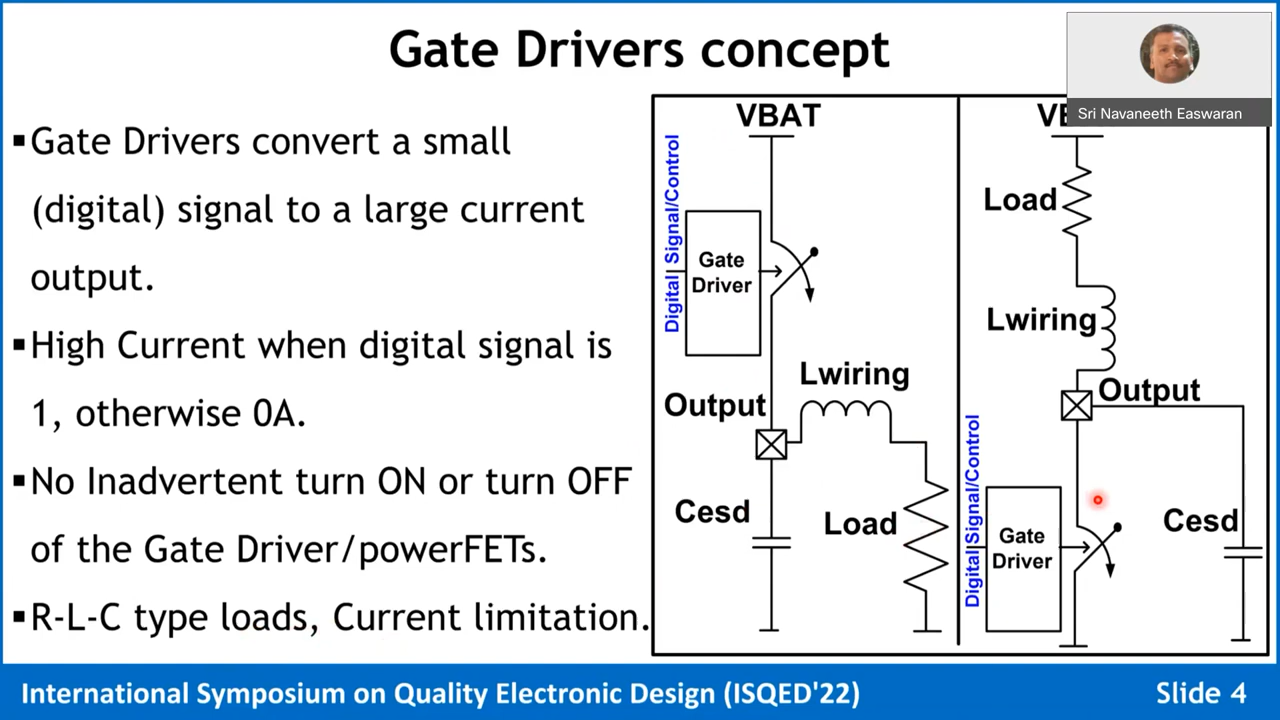 Gate Drivers concept
Sri Navaneeth Easwaran
▪Gate Drivers convert a small
(digital) signal to a large current
output.
▪High Current when digital signal is
1, otherwise 0A.
▪No Inadvertent turn ON or turn OFF
of the Gate Driver/powerFETs.
▪R-L-C type loads, Current limitation.
VBAT
Digital Signal/Control
Gate
Driver
Output
Lwiring
Cesd
Load
Load
Lwiring
Output
Digital Signal/Control
Gate
Driver
Cesd
International Symposium on Quality Electronic Design (ISQED'22)
Slide 4